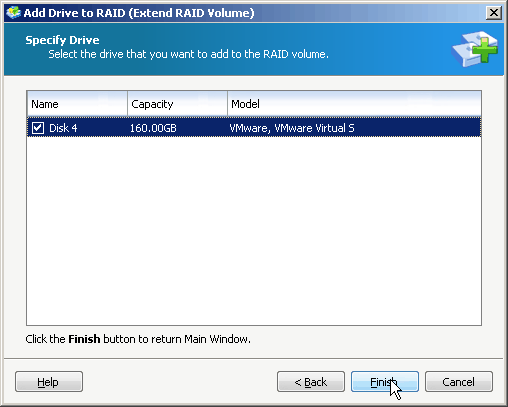 Add Drive to RAID (Extend RAID Volume)
Specify Drive
Select the drive that you want to add to the RAID volume.
Name Capacity Model
Disk 4 160.00GB VMware, VMware Virtual S
Click the Finish button to return Main Window.
Help < Back Finish Cancel